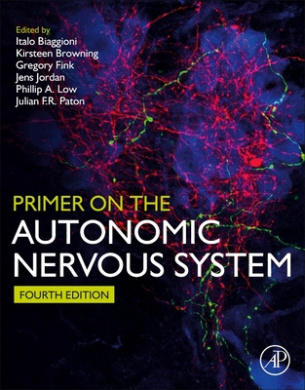 Edited by
Italo Biaggioni
Kirsteen Browning
Gregory Fink
Jens Jordan
Phillip A. Low
Julian F.R. Paton
PRIMER ON THE
AUTONOMIC
NERVOUS SYSTEM
FOURTH EDITION
AP